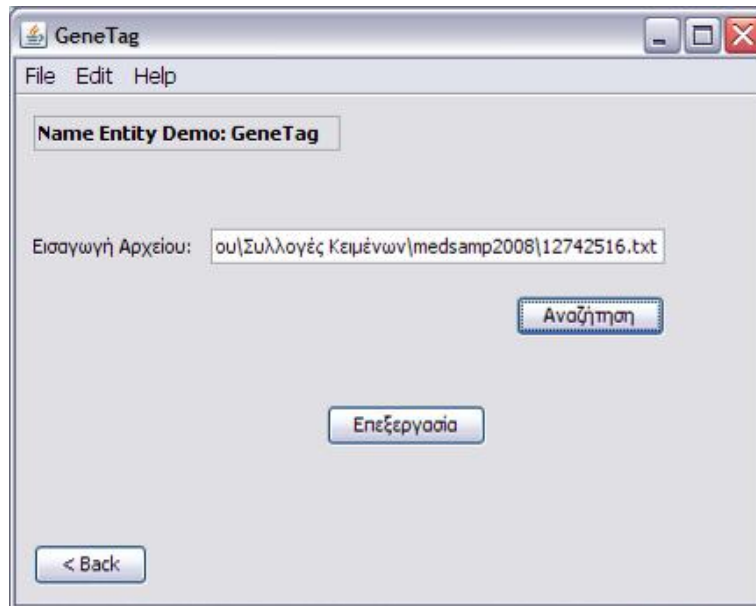 GeneTag
File Edit Help
Name Entity Demo: GeneTag
Εισαγωγή Αρχείου: ου\Συλλογές Κειμένων\medsamp2008\12742516.txt
Αναζήτηση
Επεξεργασία
< Back